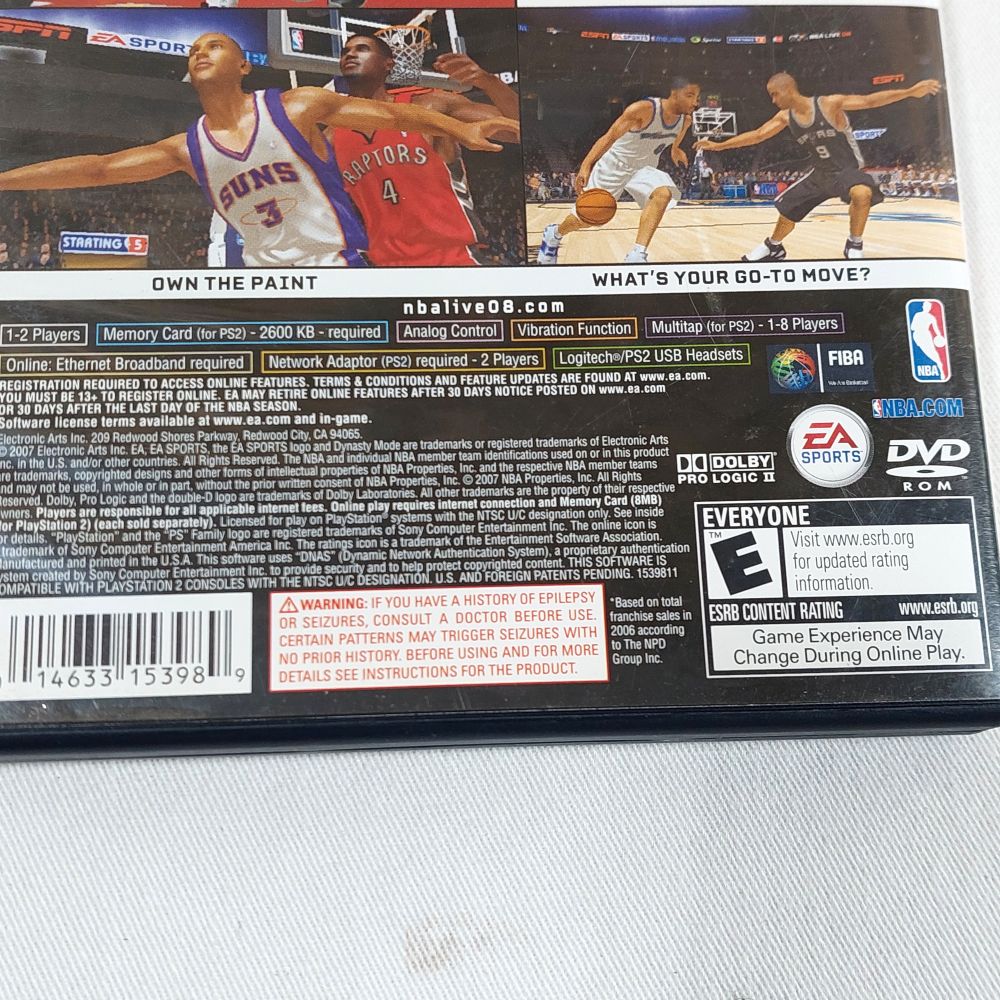 ESPN
EA SPORTS
SUNS
3
RAPTORS
4
STARTING 5
ESPN
EA SPORTS
Sprite
NBA LIVE 08
ESPN
SPORTS
SPURS
9
OWN THE PAINT
WHAT'S YOUR GO-TO MOVE?
nbalive08.com
1-2 Players
Memory Card (for PS2) - 2600 KB - required
Analog Control
Vibration Function
Multitap (for PS2) - 1-8 Players
Online: Ethernet Broadband required
Network Adaptor (PS2) required - 2 Players
Logitech®/PS2 USB Headsets
FIBA
We Are Basketball
NBA
NBA.COM
REGISTRATION REQUIRED TO ACCESS ONLINE FEATURES. TERMS & CONDITIONS AND FEATURE UPDATES ARE FOUND AT www.ea.com.
YOU MUST BE 13+ TO REGISTER ONLINE. EA MAY RETIRE ONLINE FEATURES AFTER 30 DAYS NOTICE POSTED ON www.ea.com
OR 30 DAYS AFTER THE LAST DAY OF THE NBA SEASON.
Software license terms available at www.ea.com and in-game.
Electronic Arts Inc. 209 Redwood Shores Parkway, Redwood City, CA 94065.
© 2007 Electronic Arts Inc. EA, EA SPORTS, the EA SPORTS logo and Dynasty Mode are trademarks or registered trademarks of Electronic Arts
Inc. in the U.S. and/or other countries. All Rights Reserved. The NBA and individual NBA member team identifications used on or in this product
are trademarks, copyrighted designs and other forms of intellectual properties of NBA Properties, Inc. and the respective NBA member teams
and may not be used, in whole or in part, without the prior written consent of NBA Properties, Inc. © 2007 NBA Properties, Inc. All Rights
Reserved. Dolby, Pro Logic and the double-D logo are trademarks of Dolby Laboratories. All other trademarks are the property of their respective
owners. Players are responsible for all applicable internet fees. Online play requires internet connection and Memory Card (8MB)
for PlayStation 2) (each sold separately). Licensed for play on PlayStation 2 systems with the NTSC U/C designation only. See inside
for details. "PlayStation" and the "PS" Family logo are registered trademarks of Sony Computer Entertainment Inc. The online icon is
a trademark of Sony Computer Entertainment America Inc. The ratings icon is a trademark of the Entertainment Software Association.
Manufactured and printed in the U.S.A. This software uses "DNAS" (Dynamic Network Authentication System), a proprietary authentication
system created by Sony Computer Entertainment Inc. to provide security and to help protect copyrighted content. THIS SOFTWARE IS
COMPATIBLE WITH PLAYSTATION 2 CONSOLES WITH THE NTSC U/C DESIGNATION. U.S. AND FOREIGN PATENTS PENDING. 1539811
DOLBY
PRO LOGIC II
EA
SPORTS
DVD
ROM
EVERYONE
E
Visit www.esrb.org
for updated rating
information.
ESRB CONTENT RATING www.esrb.org
Game Experience May
Change During Online Play.
0 14633 15398 9
WARNING: IF YOU HAVE A HISTORY OF EPILEPSY
OR SEIZURES, CONSULT A DOCTOR BEFORE USE.
CERTAIN PATTERNS MAY TRIGGER SEIZURES WITH
NO PRIOR HISTORY. BEFORE USING AND FOR MORE
DETAILS SEE INSTRUCTIONS FOR THE PRODUCT.
*Based on total
franchise sales in
2006 according
to The NPD
Group Inc.